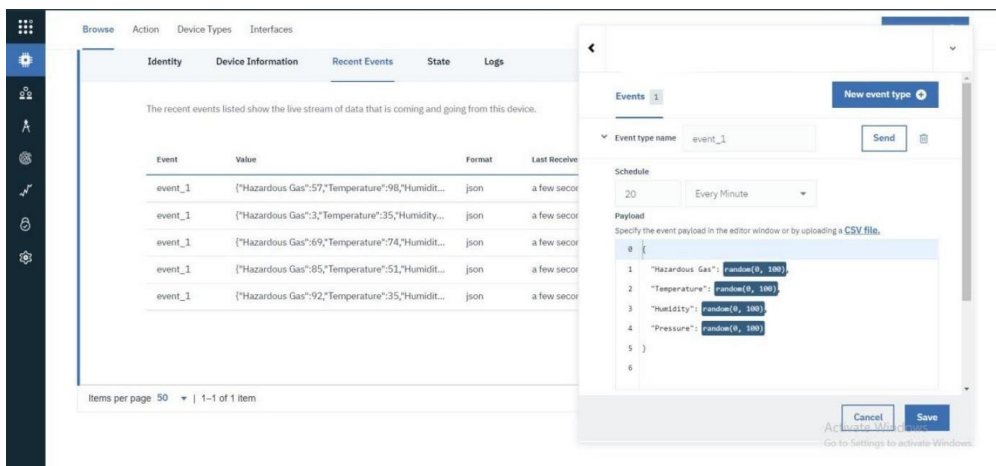 Browse Action Device Types Interfaces
Identity Device Information Recent Events State Logs
The recent events listed show the live stream of data that is coming and going from this device.
Event Value Format Last Receive
event_1 {"Hazardous Gas":57,"Temperature":98,"Humidit... json a few secor
event_1 {"Hazardous Gas":3,"Temperature":35,"Humidity... json a few secor
event_1 {"Hazardous Gas":69,"Temperature":74,"Humidit... json a few secor
event_1 {"Hazardous Gas":85,"Temperature":51,"Humidit... json a few secor
event_1 {"Hazardous Gas":92,"Temperature":35,"Humidit... json a few secor
Items per page 50 | 1–1 of 1 item
Events 1 New event type
Event type name event_1 Send
Schedule
20 Every Minute
Payload
Specify the event payload in the editor window or by uploading a CSV file.
0 {
1 "Hazardous Gas": random(0, 100),
2 "Temperature": random(0, 100),
3 "Humidity": random(0, 100),
4 "Pressure": random(0, 100)
5 }
6
Cancel Save
Activate Windows
Go to Settings to activate Windows.